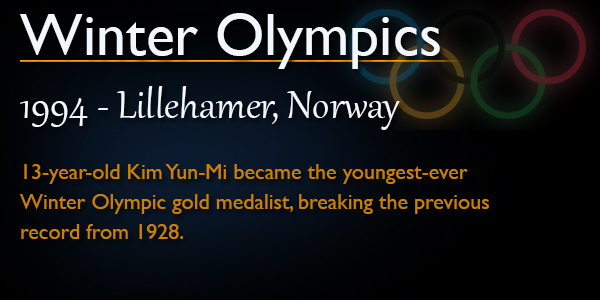 Winter Olympics
1994 - Lillehamer, Norway
13-year-old Kim Yun-Mi became the youngest-ever
Winter Olympic gold medalist, breaking the previous
record from 1928.